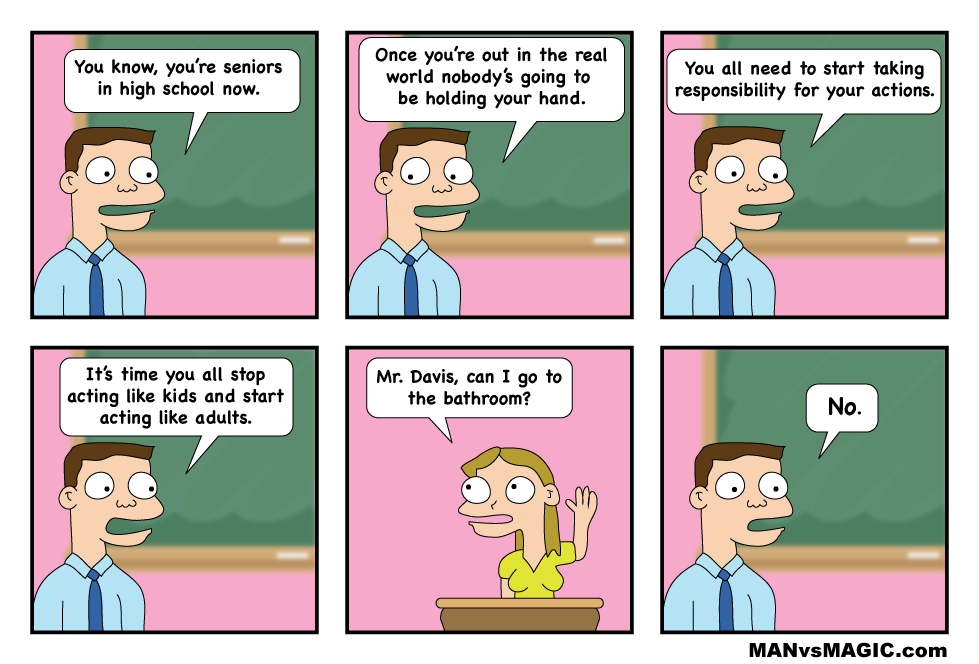 You know, you're seniors
in high school now.
Once you're out in the real
world nobody's going to
be holding your hand.
You all need to start taking
responsibility for your actions.
It's time you all stop
acting like kids and start
acting like adults.
Mr. Davis, can I go to
the bathroom?
No.
MANvsMAGIC.com